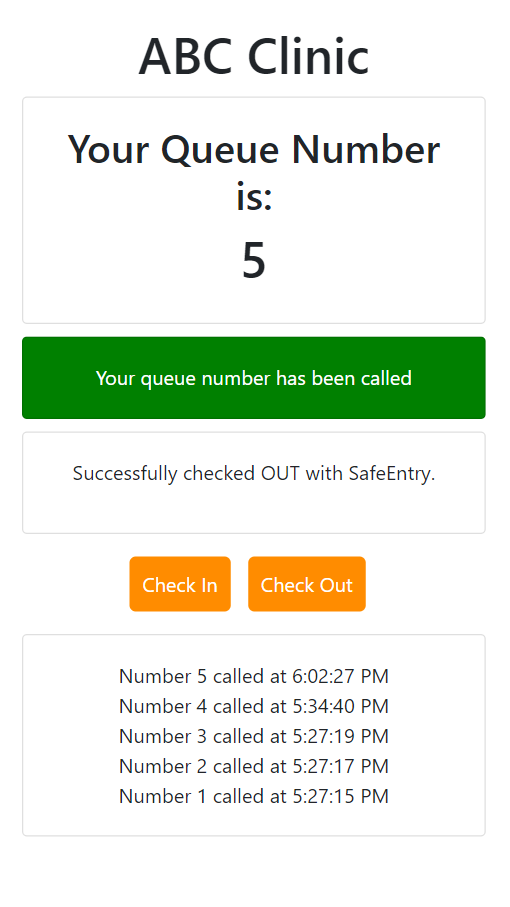 ABC Clinic
Your Queue Number
is:
5
Your queue number has been called
Successfully checked OUT with SafeEntry.
Check In
Check Out
Number 5 called at 6:02:27 PM
Number 4 called at 5:34:40 PM
Number 3 called at 5:27:19 PM
Number 2 called at 5:27:17 PM
Number 1 called at 5:27:15 PM